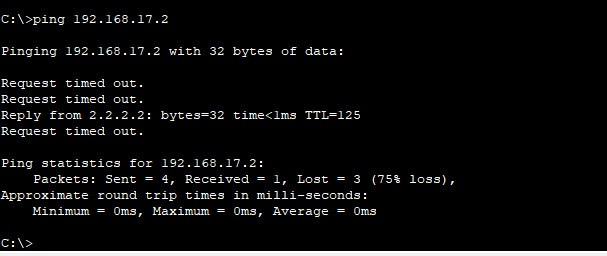 C:\>ping 192.168.17.2
Pinging 192.168.17.2 with 32 bytes of data:
Request timed out.
Request timed out.
Reply from 2.2.2.2: bytes=32 time<1ms TTL=125
Request timed out.
Ping statistics for 192.168.17.2:
Packets: Sent = 4, Received = 1, Lost = 3 (75% loss),
Approximate round trip times in milli-seconds:
Minimum = 0ms, Maximum = 0ms, Average = 0ms
C:\>